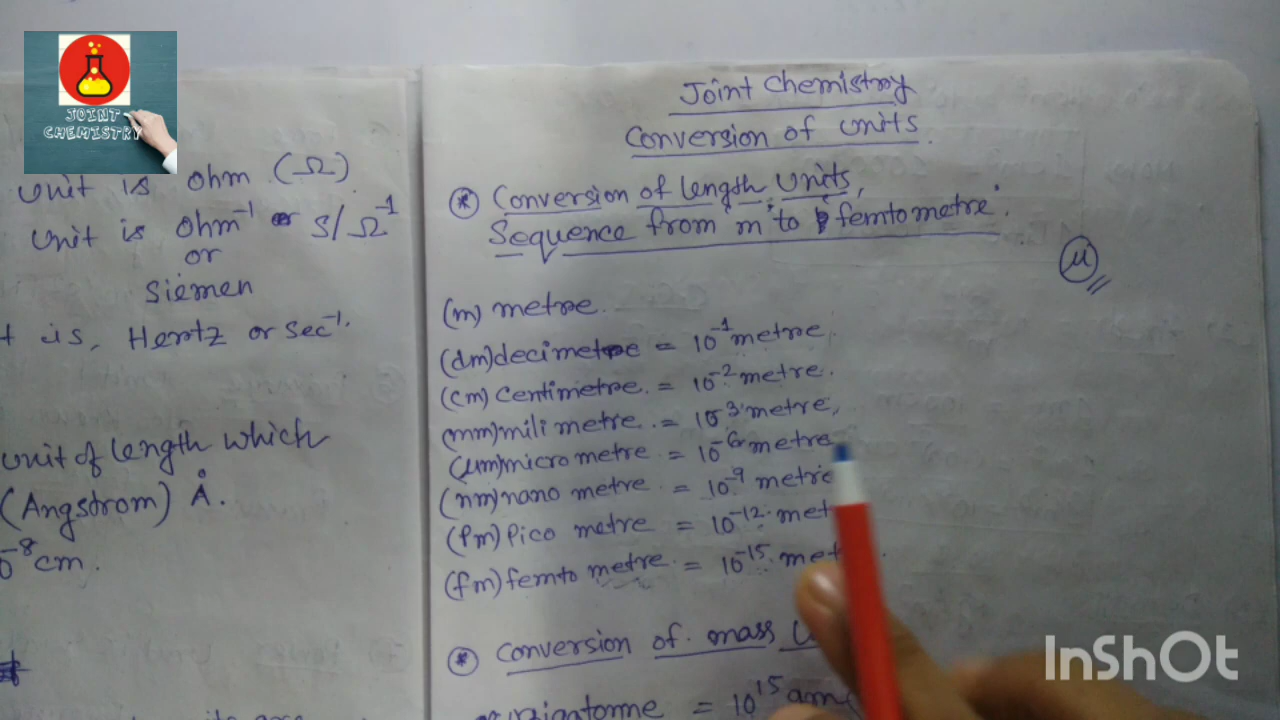 JOINT
CHEMISTRY
unit is ohm (Ω).
unit is ohm⁻¹ or S/Ω⁻¹
or
Siemen
t is, Hertz or sec⁻¹.
unit of length which
(Angstrom) Å.
⁻⁸ cm.
Joint Chemistry
Conversion of units.
* Conversion of length units,
Sequence from 'm' to femtometre'.
μ
(m) metre.
(dm) decimetre = 10⁻¹ metre.
(cm) centimetre. = 10⁻² metre.
(mm) mili metre. = 10⁻³ metre,
(μm) micro metre = 10⁻⁶ metre
(nm) nano metre = 10⁻⁹ metre
(Pm) Pico metre = 10⁻¹². met
(fm) femto metre. = 10⁻¹⁵. met
* Conversion of mass
= 10¹⁵
InShOt